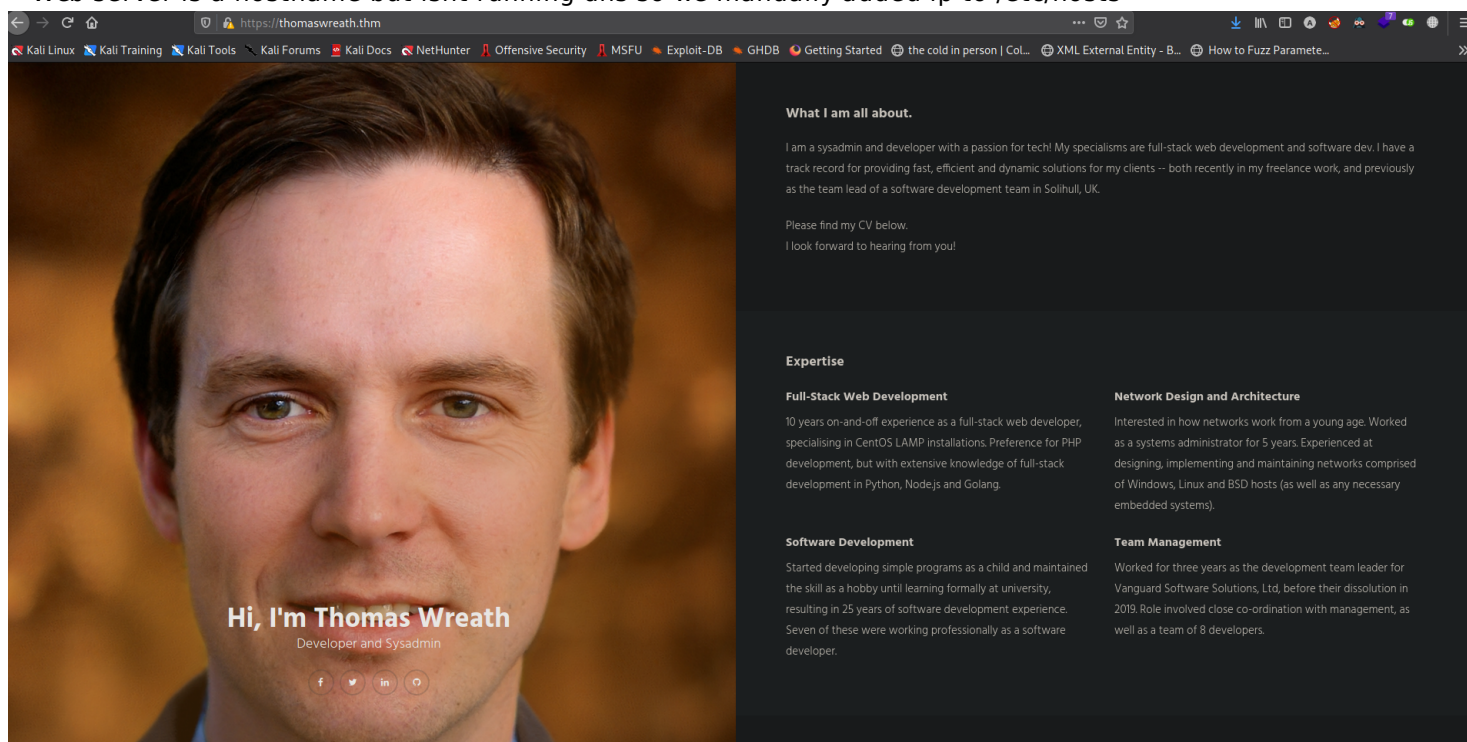 web server is a hostname but isnt running dns so we manually added ip to /etc/hosts
https://thomaswreath.thm
Kali Linux Kali Training Kali Tools Kali Forums Kali Docs NetHunter Offensive Security MSFU Exploit-DB GHDB Getting Started the cold in person | Col... XML External Entity - B... How to Fuzz Paramete...
7
What I am all about.
I am a sysadmin and developer with a passion for tech! My specialisms are full-stack web development and software dev. I have a
track record for providing fast, efficient and dynamic solutions for my clients -- both recently in my freelance work, and previously
as the team lead of a software development team in Solihull, UK.
Please find my CV below.
I look forward to hearing from you!
Expertise
Full-Stack Web Development
10 years on-and-off experience as a full-stack web developer,
specialising in CentOS LAMP installations. Preference for PHP
development, but with extensive knowledge of full-stack
development in Python, Node.js and Golang.
Network Design and Architecture
Interested in how networks work from a young age. Worked
as a systems administrator for 5 years. Experienced at
designing, implementing and maintaining networks comprised
of Windows, Linux and BSD hosts (as well as any necessary
embedded systems).
Software Development
Started developing simple programs as a child and maintained
the skill as a hobby until learning formally at university,
resulting in 25 years of software development experience.
Seven of these were working professionally as a software
developer.
Team Management
Worked for three years as the development team leader for
Vanguard Software Solutions, Ltd, before their dissolution in
2019. Role involved close co-ordination with management, as
well as a team of 8 developers.
Hi, I'm Thomas Wreath
Developer and Sysadmin